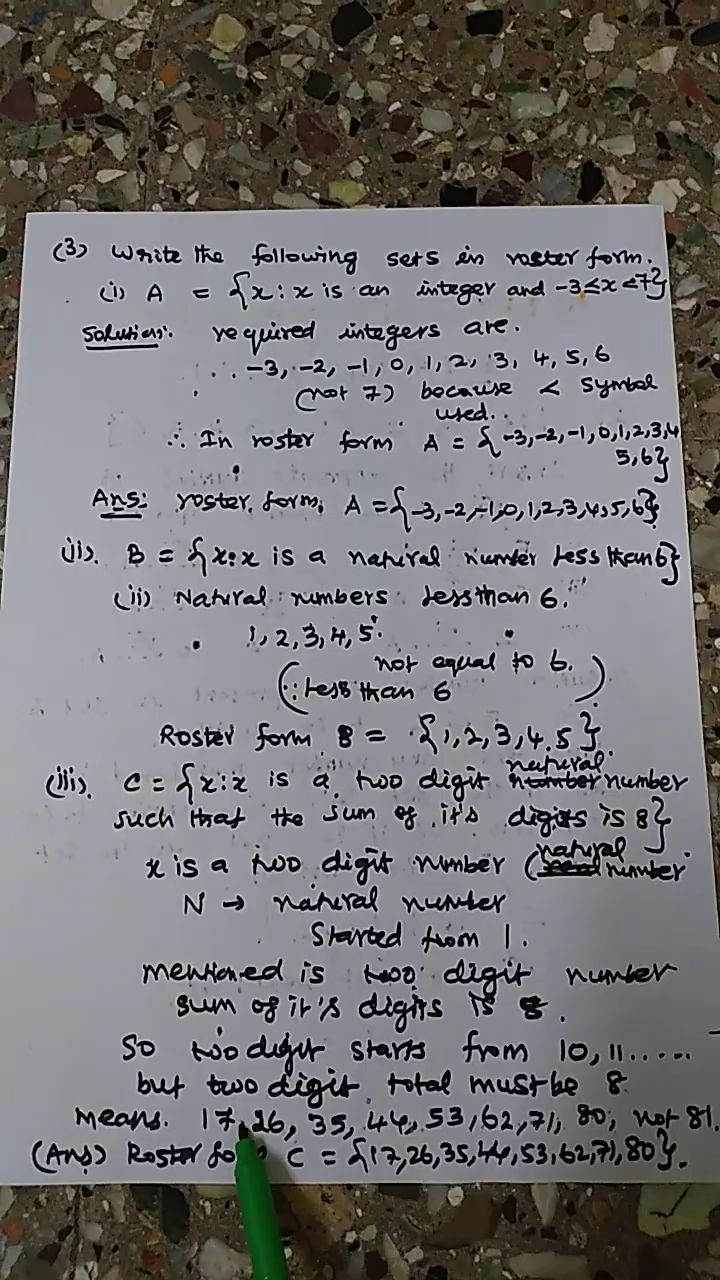 (3) Write the following sets in roster form.
(i) A = {x : x is an integer and -3 ≤ x < 7}
Solution: required integers are.
-3, -2, -1, 0, 1, 2, 3, 4, 5, 6
(not 7) because < Symbol
used.
∴ In roster form A = {-3, -2, -1, 0, 1, 2, 3, 4
5, 6}
Ans: roster form, A = {-3, -2, -1, 0, 1, 2, 3, 4, 5, 6}
(ii). B = {x : x is a natural number less than 6}
(ii) Natural numbers less than 6.
1, 2, 3, 4, 5.
not equal to 6.
(∵ Less than 6)
Roster form B = {1, 2, 3, 4, 5}.
natural
(iii). C = {x : x is a two digit number number
such that the sum of it's digits is 8}
natural
x is a two digit number ( number
N → natural number
Started from 1.
mentioned is two digit number
sum of it's digits is 8.
So two digit starts from 10, 11.....
but two digit total must be 8
Means. 17, 26, 35, 44, 53, 62, 71, 80, not 81.
(Ans) Roster C = {17, 26, 35, 44, 53, 62, 71, 80}.